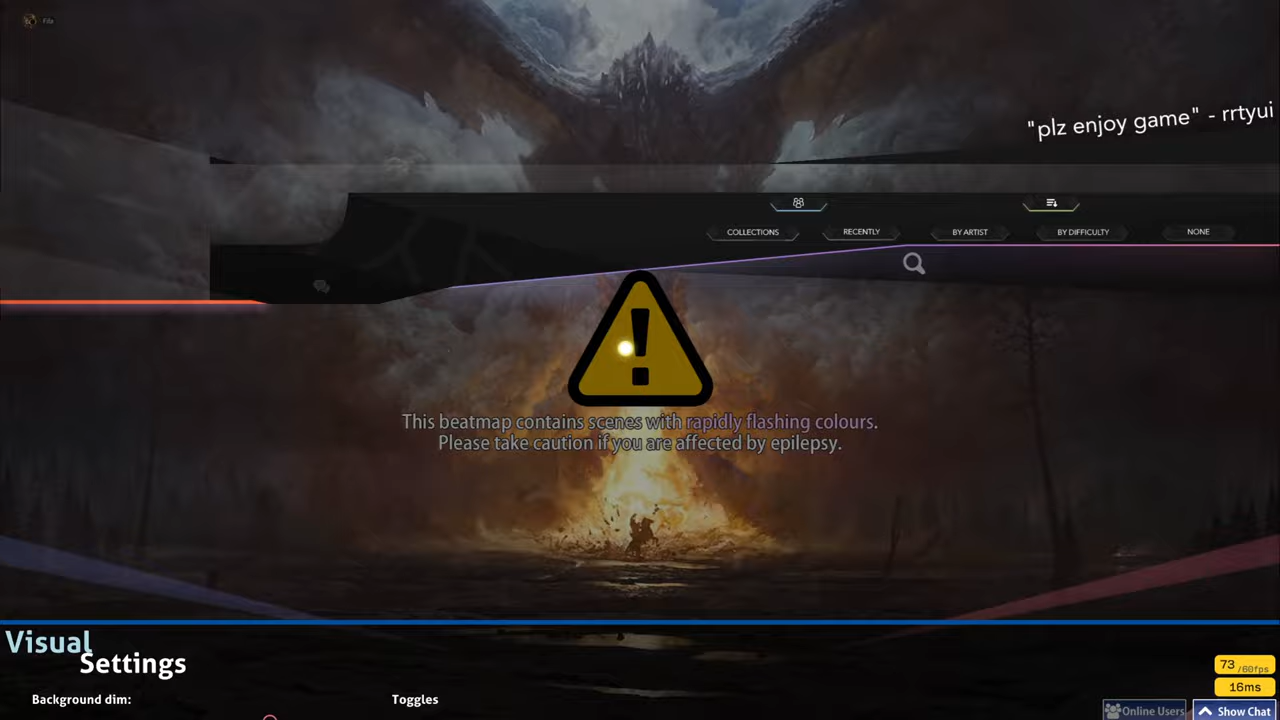 "plz enjoy game" - rrtyui
COLLECTIONS
RECENTLY
BY ARTIST
BY DIFFICULTY
NONE
This beatmap contains scenes with rapidly flashing colours.
Please take caution if you are affected by epilepsy.
Visual
Settings
73 /60fps
16ms
Background dim:
Toggles
Online Users
Show Chat